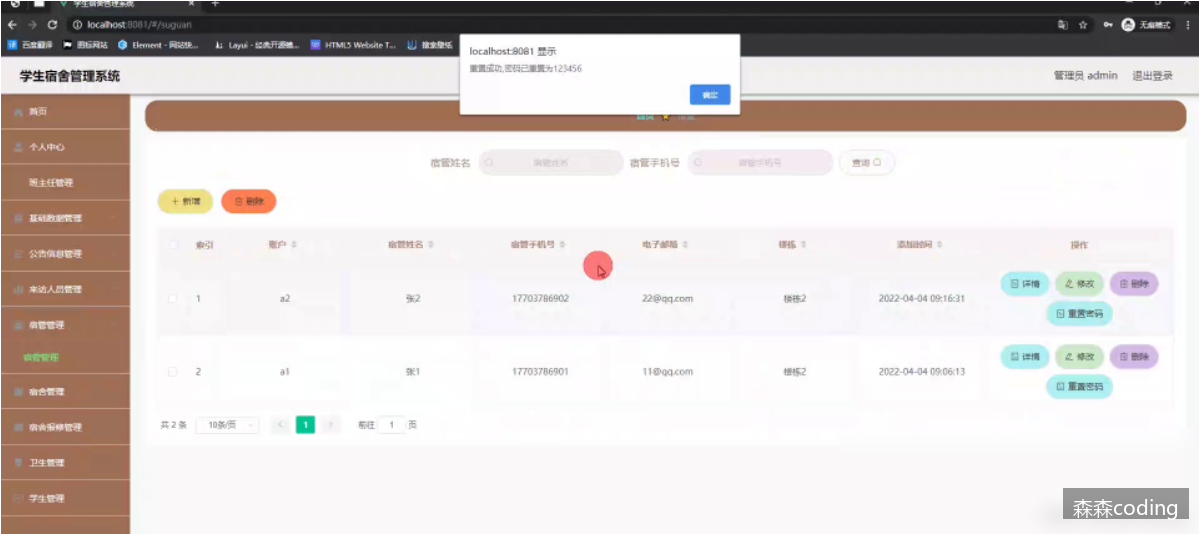 学生宿舍管理系统
localhost:8081/#/suguan
无痕模式
百度翻译 图标网站 Element - 网站快... Layui - 经典开源模... HTML5 Website T... 搜索壁纸
localhost:8081 显示
重置成功,密码已重置为123456
确定
学生宿舍管理系统
管理员 admin 退出登录
首页
个人中心
班主任管理
基础数据管理
公告信息管理
来访人员管理
宿管管理
宿管管理
宿舍管理
宿舍报修管理
卫生管理
学生管理
宿管姓名 宿管姓名 宿管手机号 宿管手机号 查询
+ 新增 删除
索引 账户 宿管姓名 宿管手机号 电子邮箱 楼栋 添加时间 操作
1 a2 张2 17703786902 22@qq.com 楼栋2 2022-04-04 09:16:31 详情 修改 删除
重置密码
2 a1 张1 17703786901 11@qq.com 楼栋2 2022-04-04 09:06:13 详情 修改 删除
重置密码
共 2 条 10条/页 1 前往 1 页
森森coding